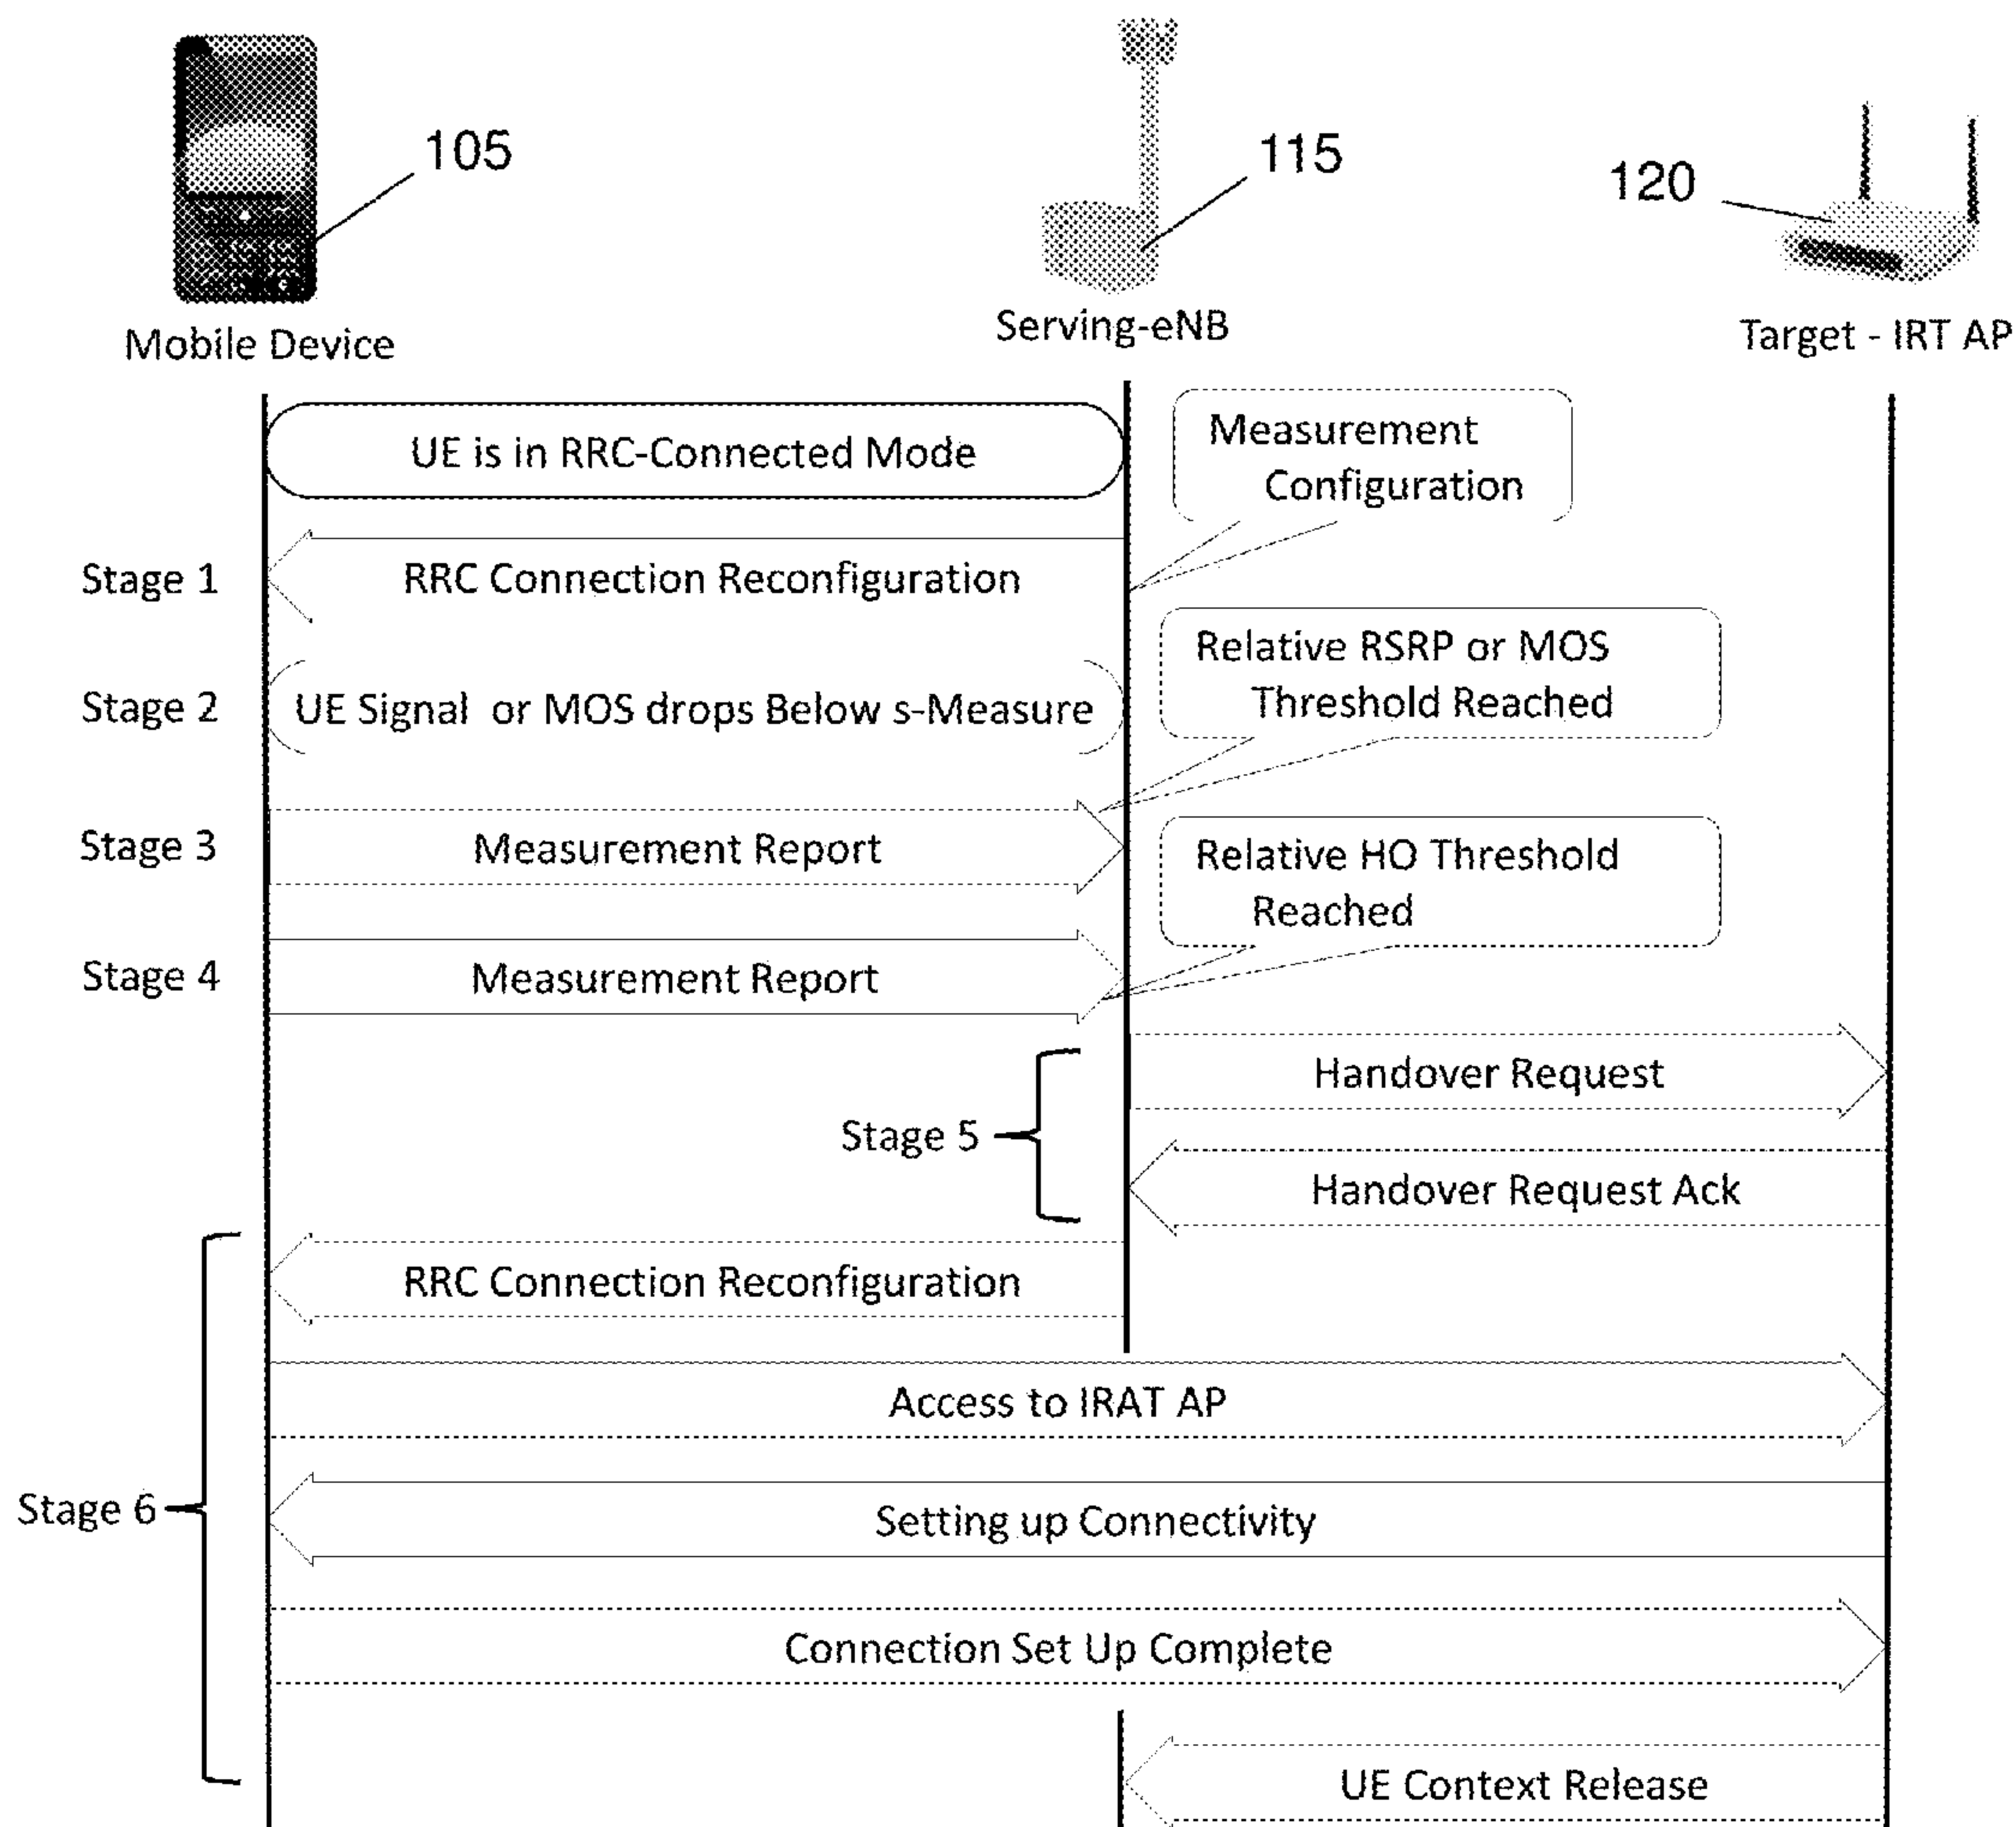 105
115
120
Mobile Device
Serving-eNB
Target - IRT AP
UE is in RRC-Connected Mode
Measurement
Configuration
Stage 1
RRC Connection Reconfiguration
Relative RSRP or MOS
Threshold Reached
Stage 2
UE Signal or MOS drops Below s-Measure
Stage 3
Measurement Report
Relative HO Threshold
Reached
Stage 4
Measurement Report
Handover Request
Stage 5
Handover Request Ack
RRC Connection Reconfiguration
Access to IRAT AP
Stage 6
Setting up Connectivity
Connection Set Up Complete
UE Context Release